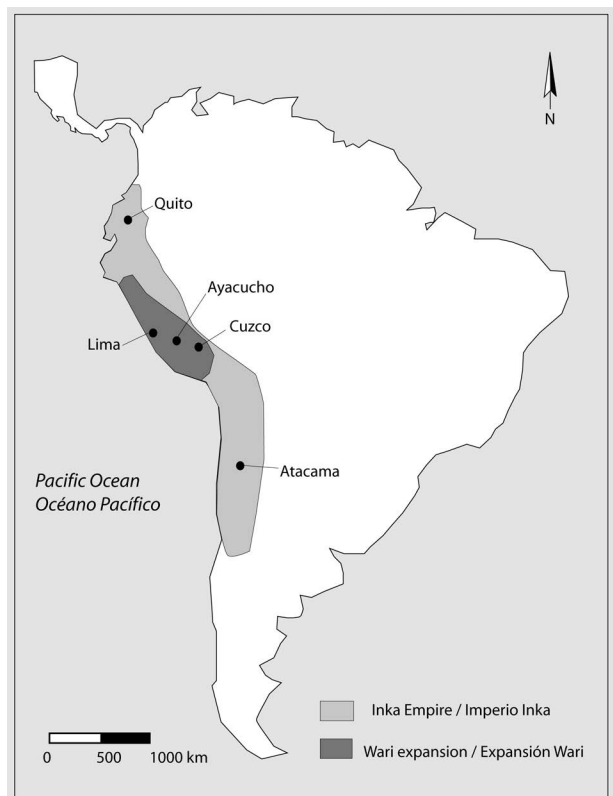 N
Quito
Ayacucho
Cuzco
Lima
Atacama
Pacific Ocean
Océano Pacífico
Inka Empire / Imperio Inka
Wari expansion / Expansión Wari
0 500 1000 km